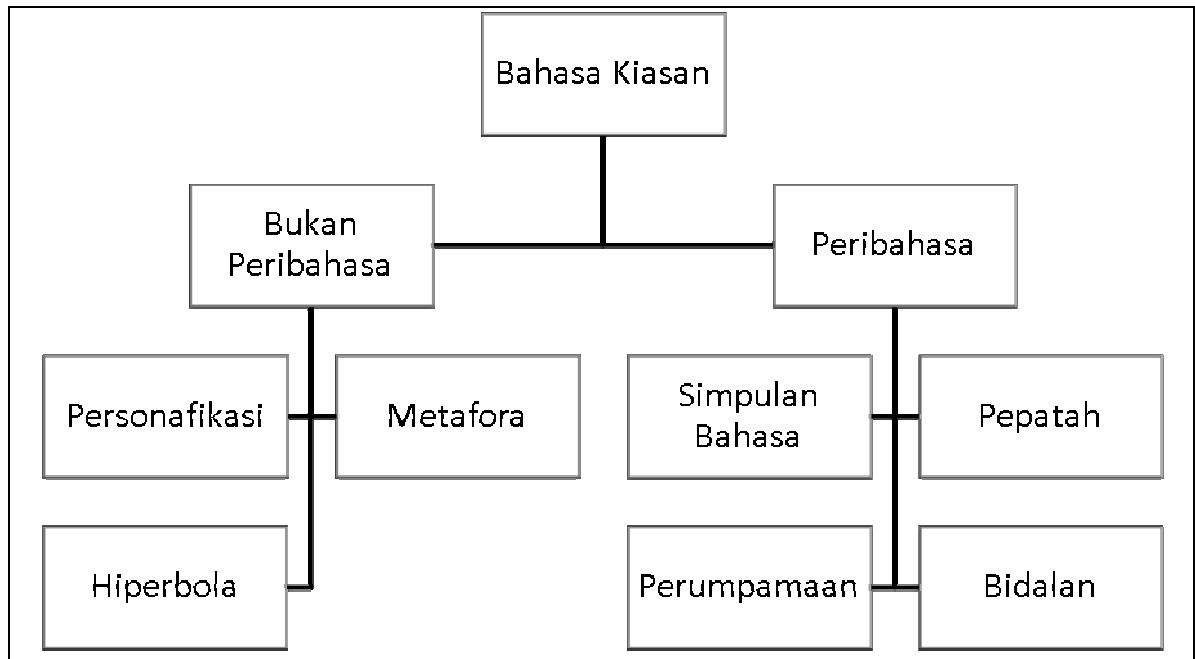 Bahasa Kiasan
Bukan
Peribahasa
Peribahasa
Personafikasi
Metafora
Simpulan
Bahasa
Pepatah
Hiperbola
Perumpamaan
Bidalan